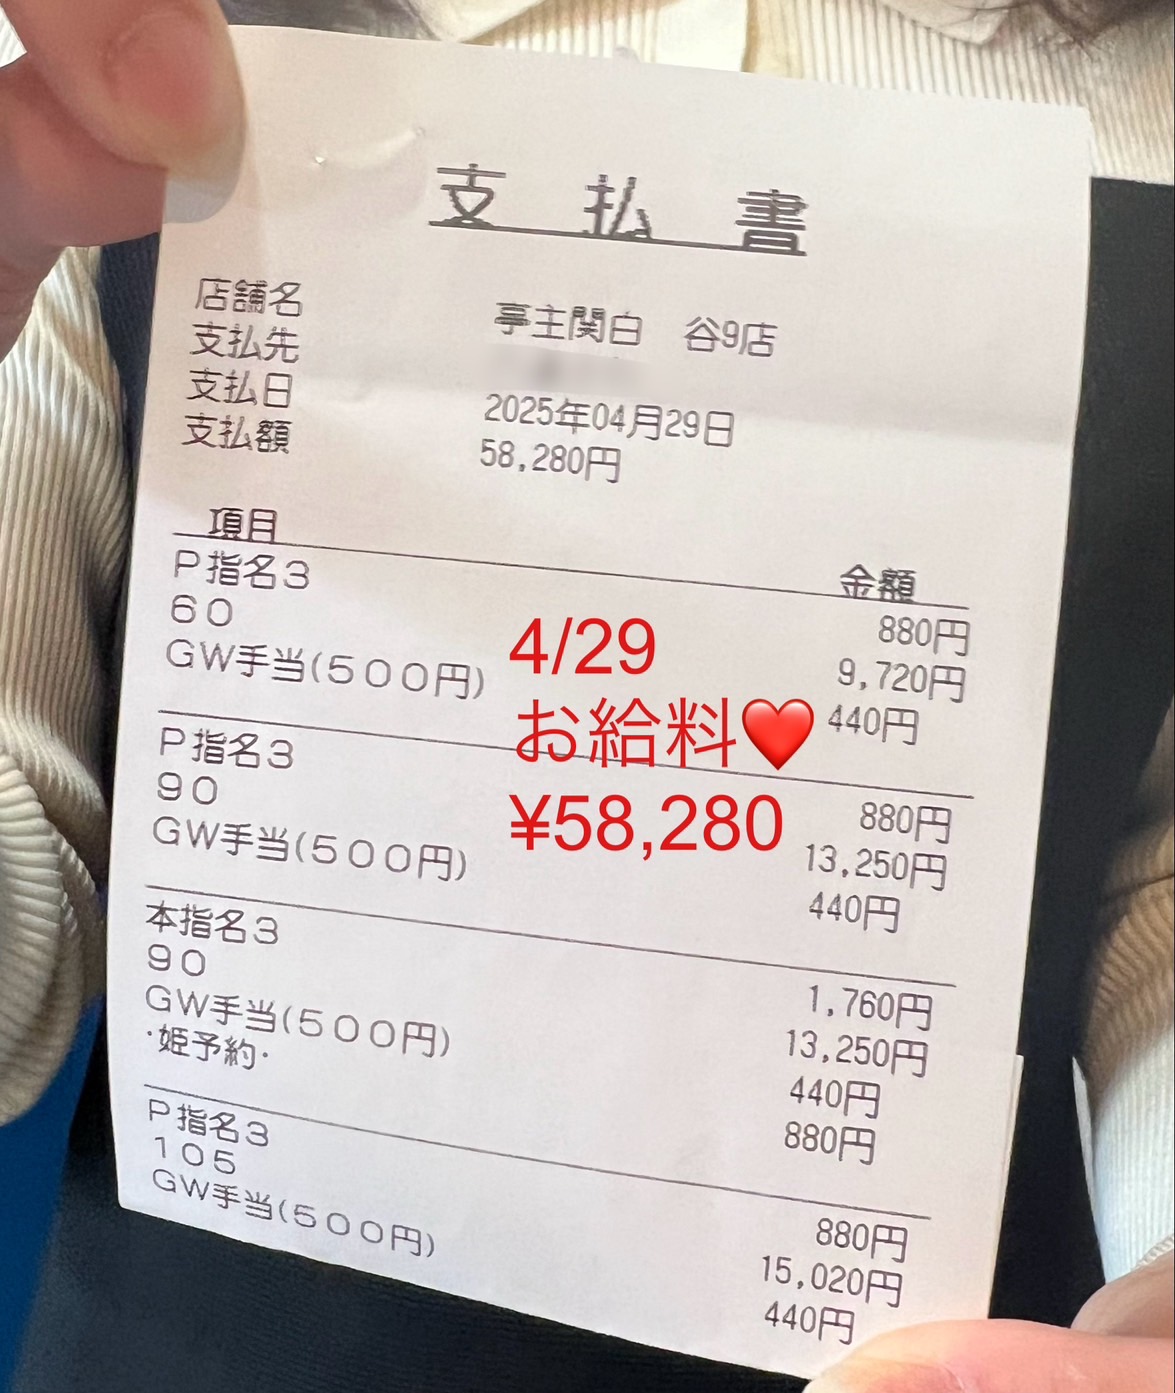 支払書
店舗名 亭主関白 谷9店
支払先
支払日 2025年04月29日
支払額 58,280円
項目 金額
P指名3 880円
60 9,720円
GW手当(500円) 440円
4/29
お給料❤️
¥58,280
P指名3 880円
90 13,250円
GW手当(500円) 440円
本指名3 1,760円
90 13,250円
GW手当(500円) 440円
・姫予約・ 880円
P指名3 880円
105 15,020円
GW手当(500円) 440円